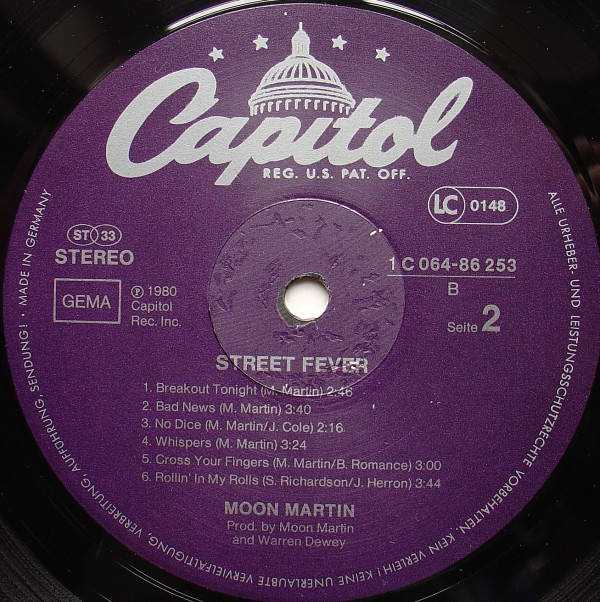 Capitol
REG. U.S. PAT. OFF.
LC 0148
ST 33
STEREO
GEMA
℗ 1980
Capitol
Rec. Inc.
1 C 064-86 253
B
Seite 2
STREET FEVER
1. Breakout Tonight (M. Martin) 2:46
2. Bad News (M. Martin) 3:40
3. No Dice (M. Martin/J. Cole) 2:16
4. Whispers (M. Martin) 3:24
5. Cross Your Fingers (M. Martin/B. Romance) 3:00
6. Rollin' In My Rolls (S. Richardson/J. Herron) 3:44
MOON MARTIN
Prod. by Moon Martin
and Warren Dewey
ALLE URHEBER- UND LEISTUNGSSCHUTZRECHTE VORBEHALTEN. KEIN VERLEIH! KEINE UNERLAUBTE VERVIELFÄLTIGUNG, VERBREITUNG, AUFFÜHRUNG, SENDUNG! · MADE IN GERMANY